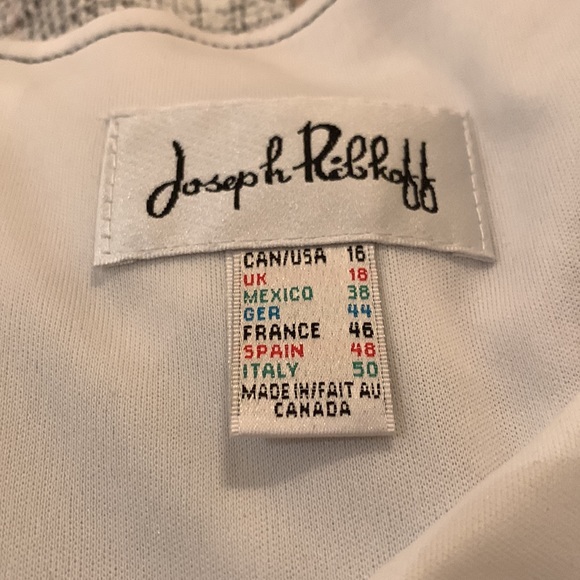 Joseph Ribkoff
CAN/USA 16
UK 18
MEXICO 38
GER 44
FRANCE 46
SPAIN 48
ITALY 50
MADE IN/FAIT AU
CANADA